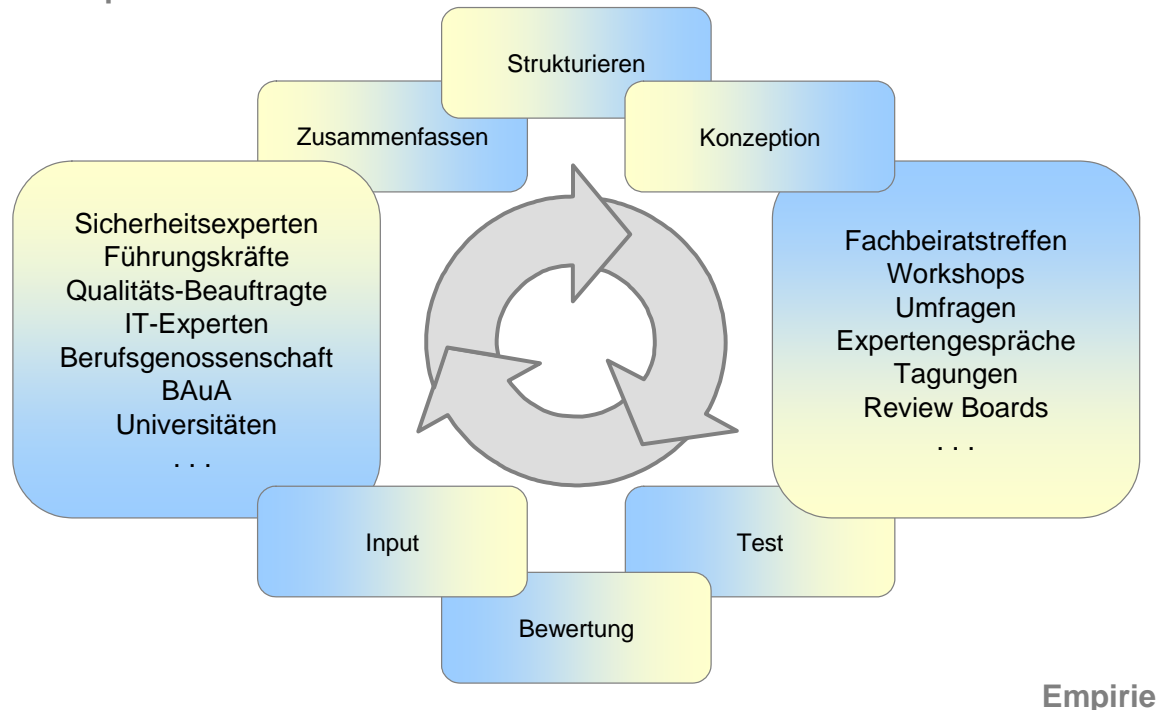 Strukturieren
Zusammenfassen
Konzeption
Sicherheitsexperten
Führungskräfte
Qualitäts-Beauftragte
IT-Experten
Berufsgenossenschaft
BAuA
Universitäten
. . .
Fachbeiratstreffen
Workshops
Umfragen
Expertengespräche
Tagungen
Review Boards
. . .
Input
Test
Bewertung
Empirie